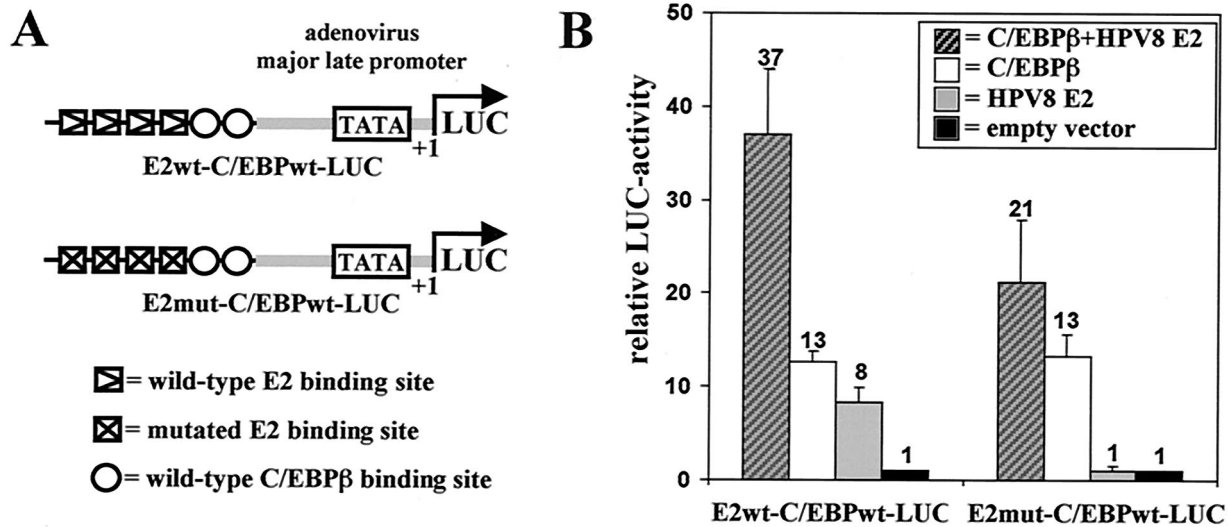 A
adenovirus
major late promoter
TATA
LUC
+1
E2wt-C/EBPwt-LUC
TATA
LUC
+1
E2mut-C/EBPwt-LUC
= wild-type E2 binding site
= mutated E2 binding site
= wild-type C/EBPβ binding site
B
relative LUC-activity
50
40
30
20
10
0
= C/EBPβ+HPV8 E2
= C/EBPβ
= HPV8 E2
= empty vector
37
13
8
1
21
13
1
1
E2wt-C/EBPwt-LUC
E2mut-C/EBPwt-LUC